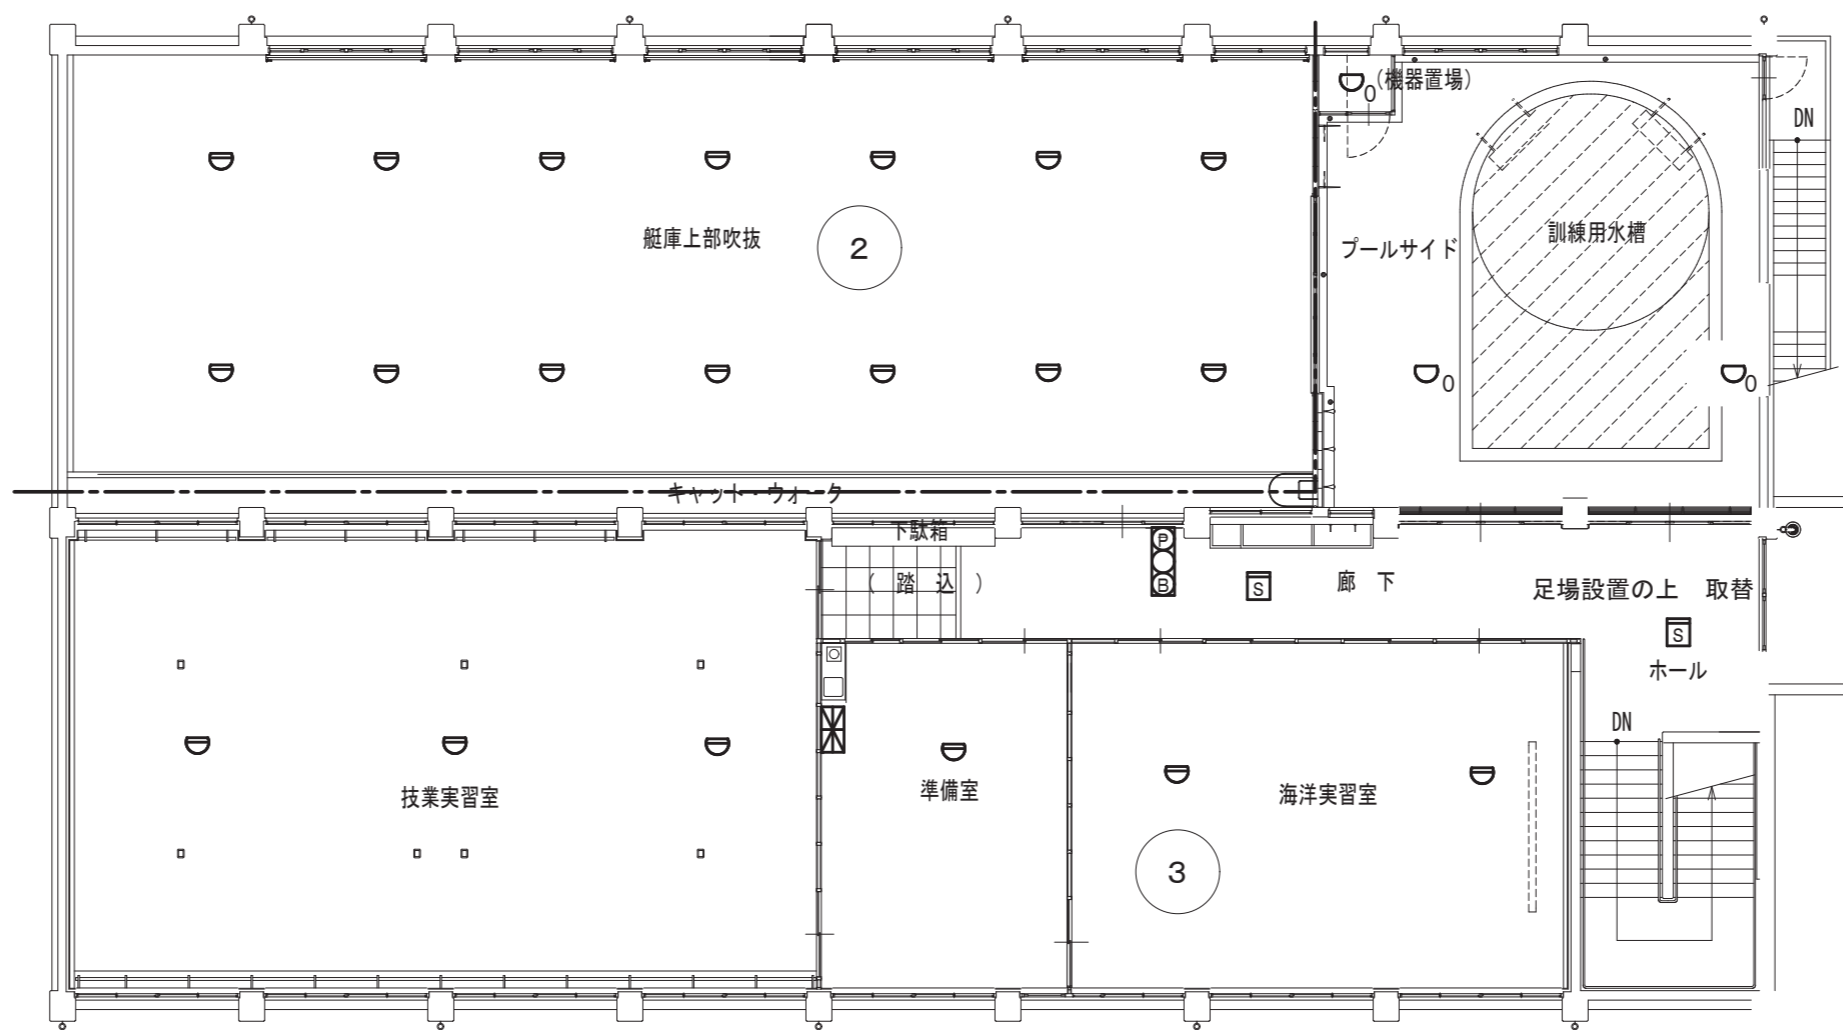 (機器置場)
0
DN
艇庫上部吹抜
2
プールサイド
訓練用水槽
0
0
キャット・ウォーク
下駄箱
(踏込)
P
B
S
廊下
足場設置の上 取替
S
ホール
DN
技業実習室
準備室
海洋実習室
3